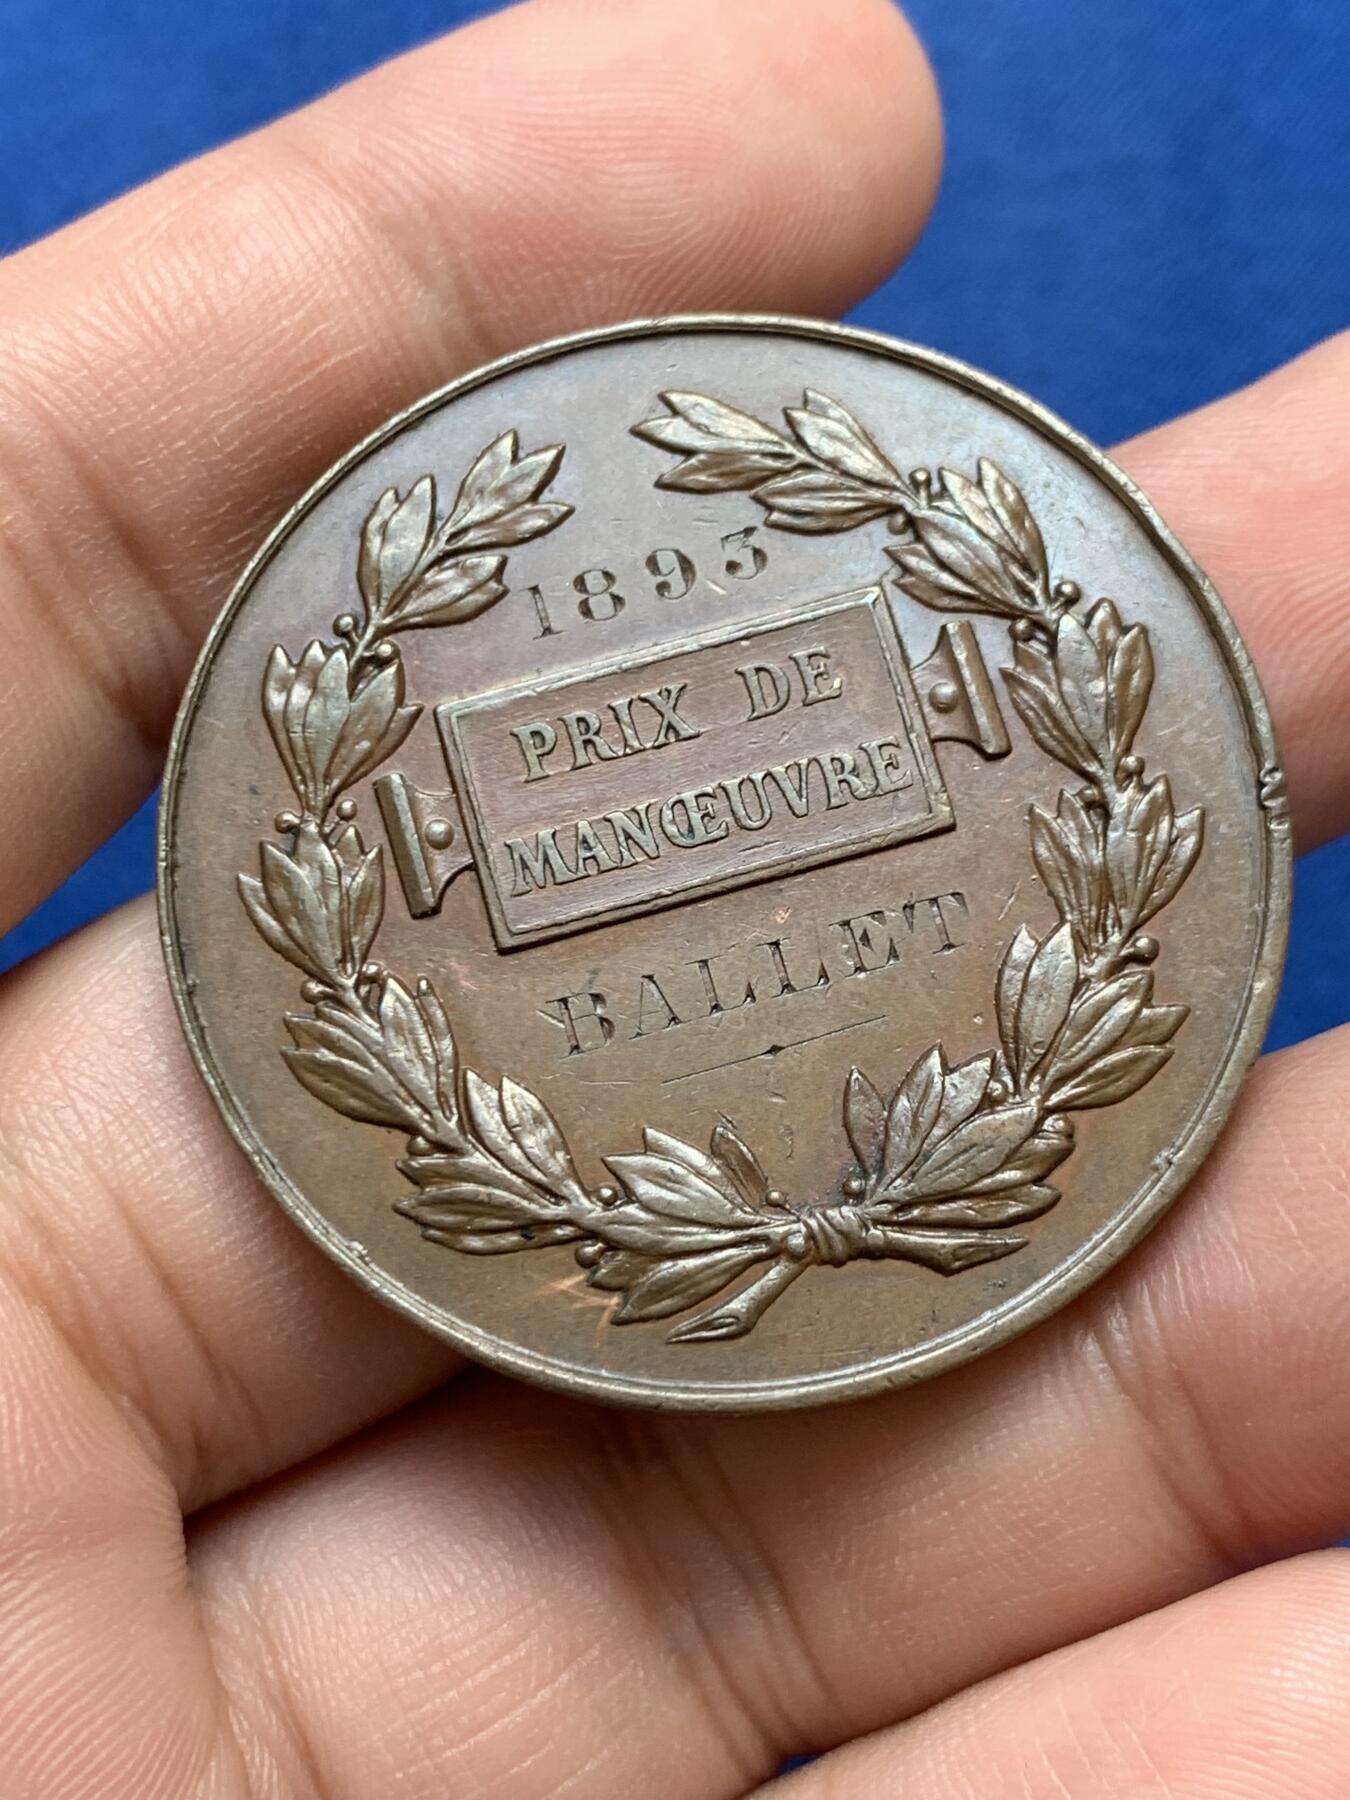 1893
PRIX DE
MANŒUVRE
BALLET